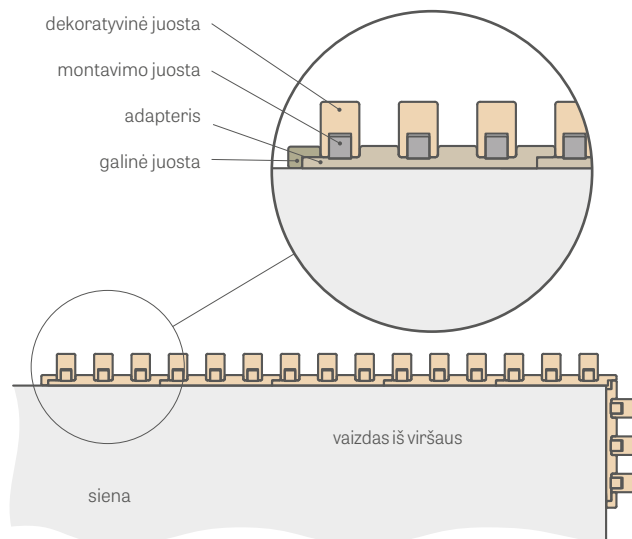 dekoratyvinė juosta
montavimo juosta
adapteris
galinė juosta
vaizdas iš viršaus
siena